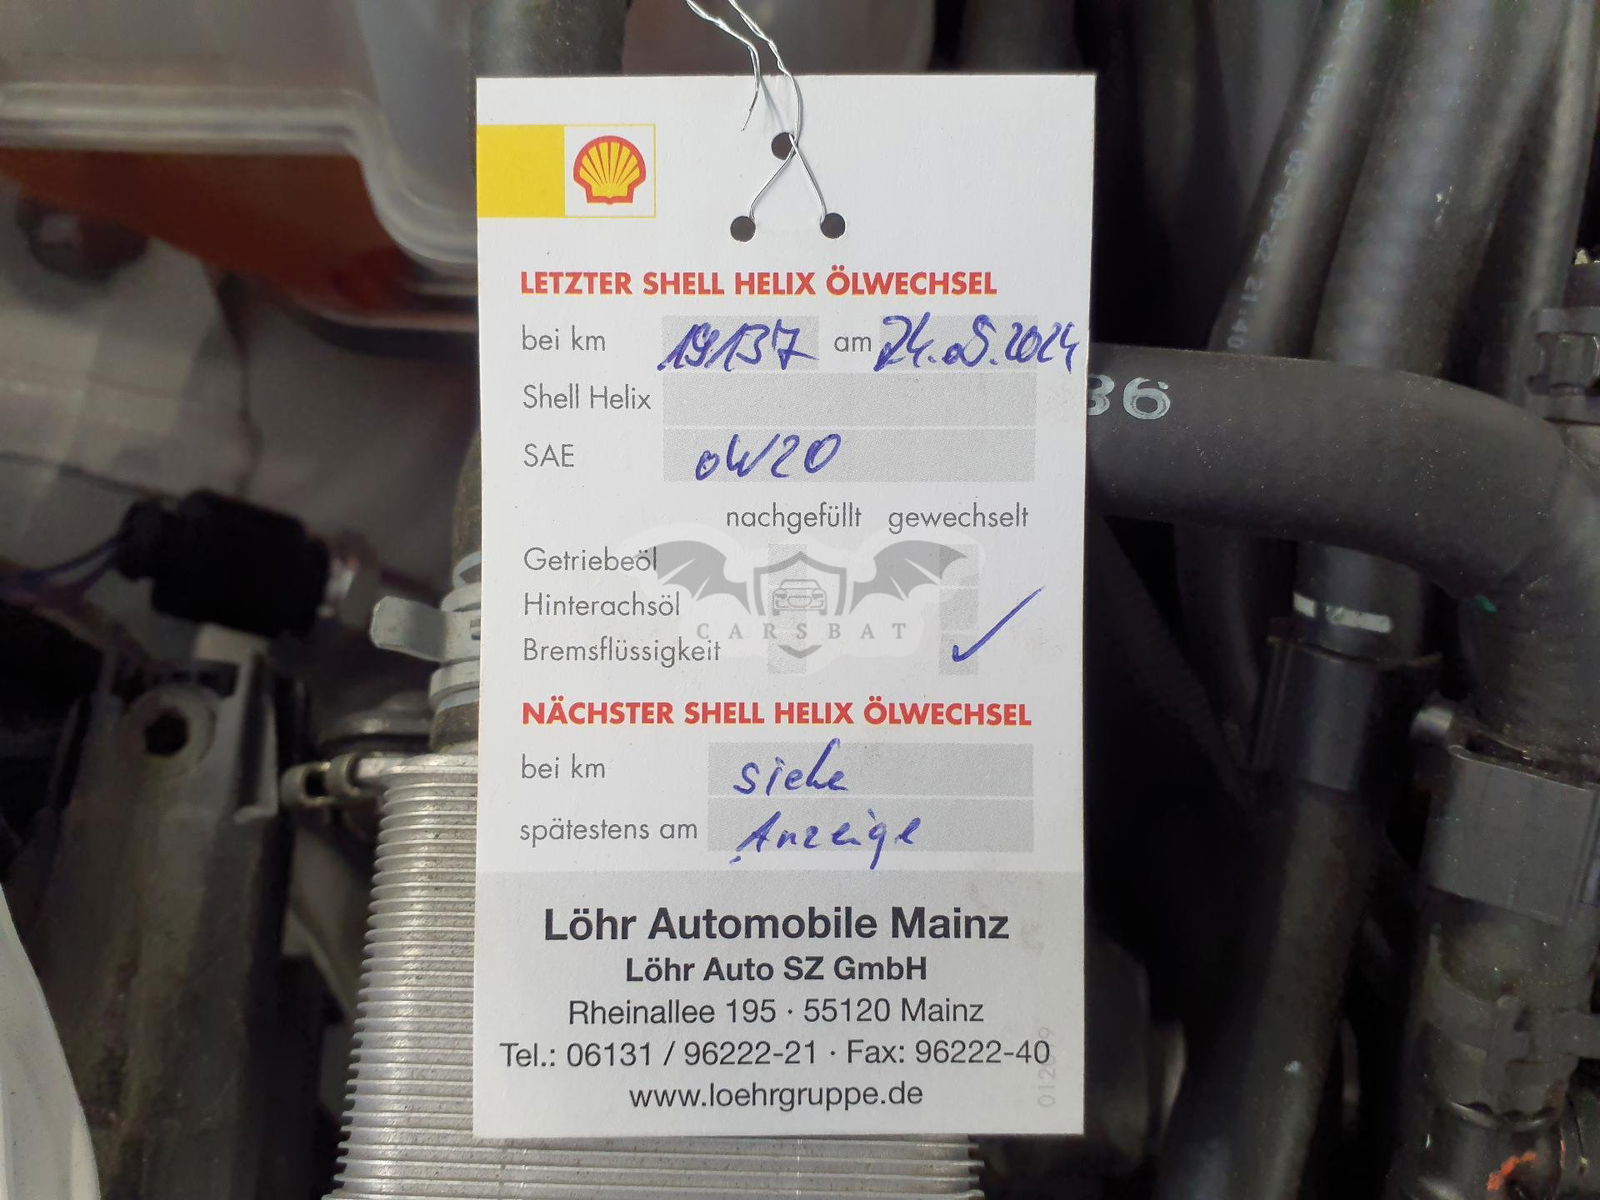 LETZTER SHELL HELIX ÖLWECHSEL
bei km 19137 am 24.05.2024
Shell Helix
SAE 0W20
nachgefüllt gewechselt
Getriebeöl
Hinterachsöl
CARSBAT
Bremsflüssigkeit ✓
NÄCHSTER SHELL HELIX ÖLWECHSEL
bei km siehe
spätestens am Anzeige
Löhr Automobile Mainz
Löhr Auto SZ GmbH
Rheinallee 195 · 55120 Mainz
Tel.: 06131 / 96222-21 · Fax: 96222-40
www.loehrgruppe.de
36